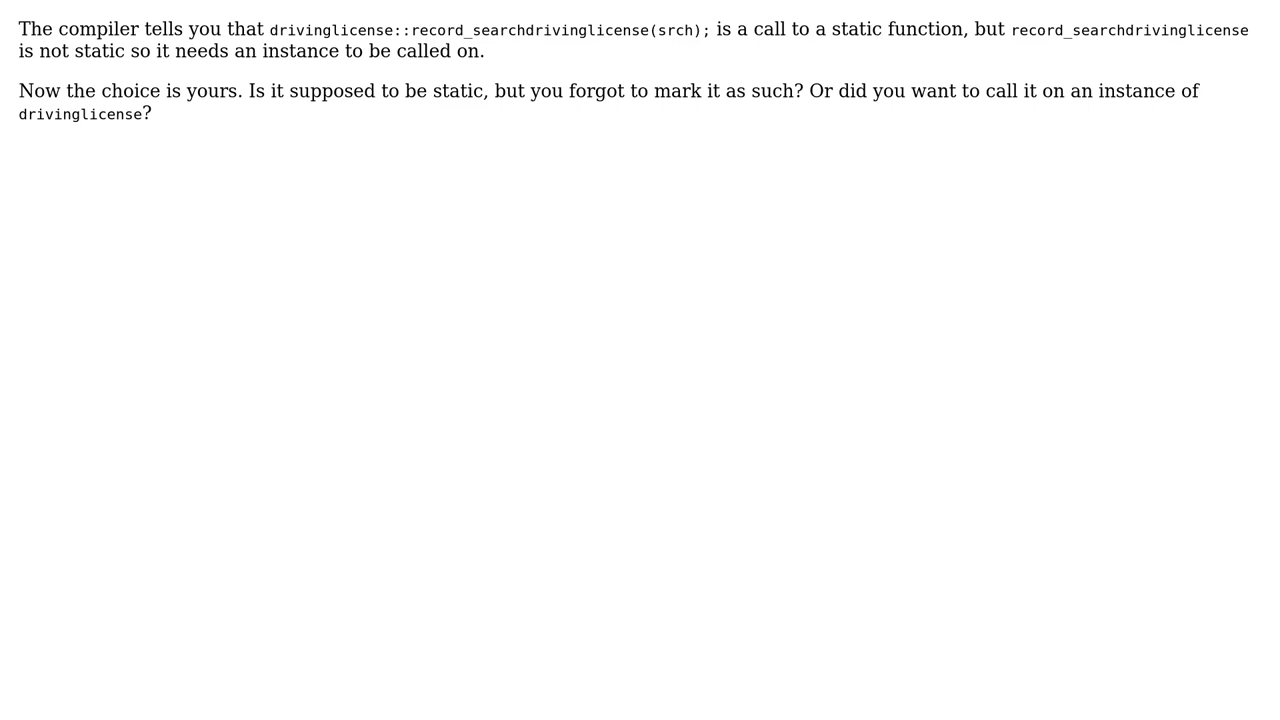 The compiler tells you that drivinglicense::record_searchdrivinglicense(srch); is a call to a static function, but record_searchdrivinglicense
is not static so it needs an instance to be called on.
Now the choice is yours. Is it supposed to be static, but you forgot to mark it as such? Or did you want to call it on an instance of
drivinglicense?